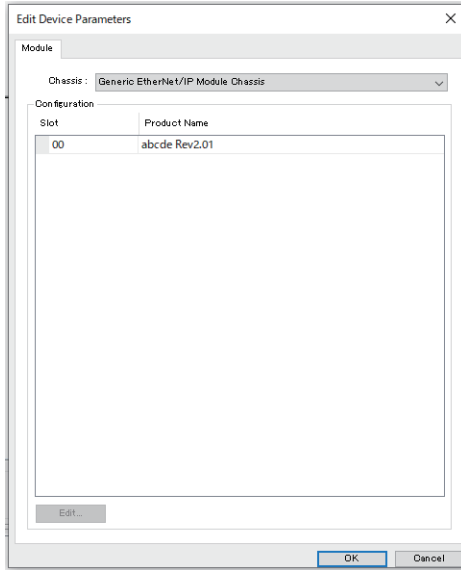 Edit Device Parameters
Module
Chassis : Generic EtherNet/IP Module Chassis
Configuration
Slot Product Name
00 abcde Rev2.01
Edit...
OK Cancel